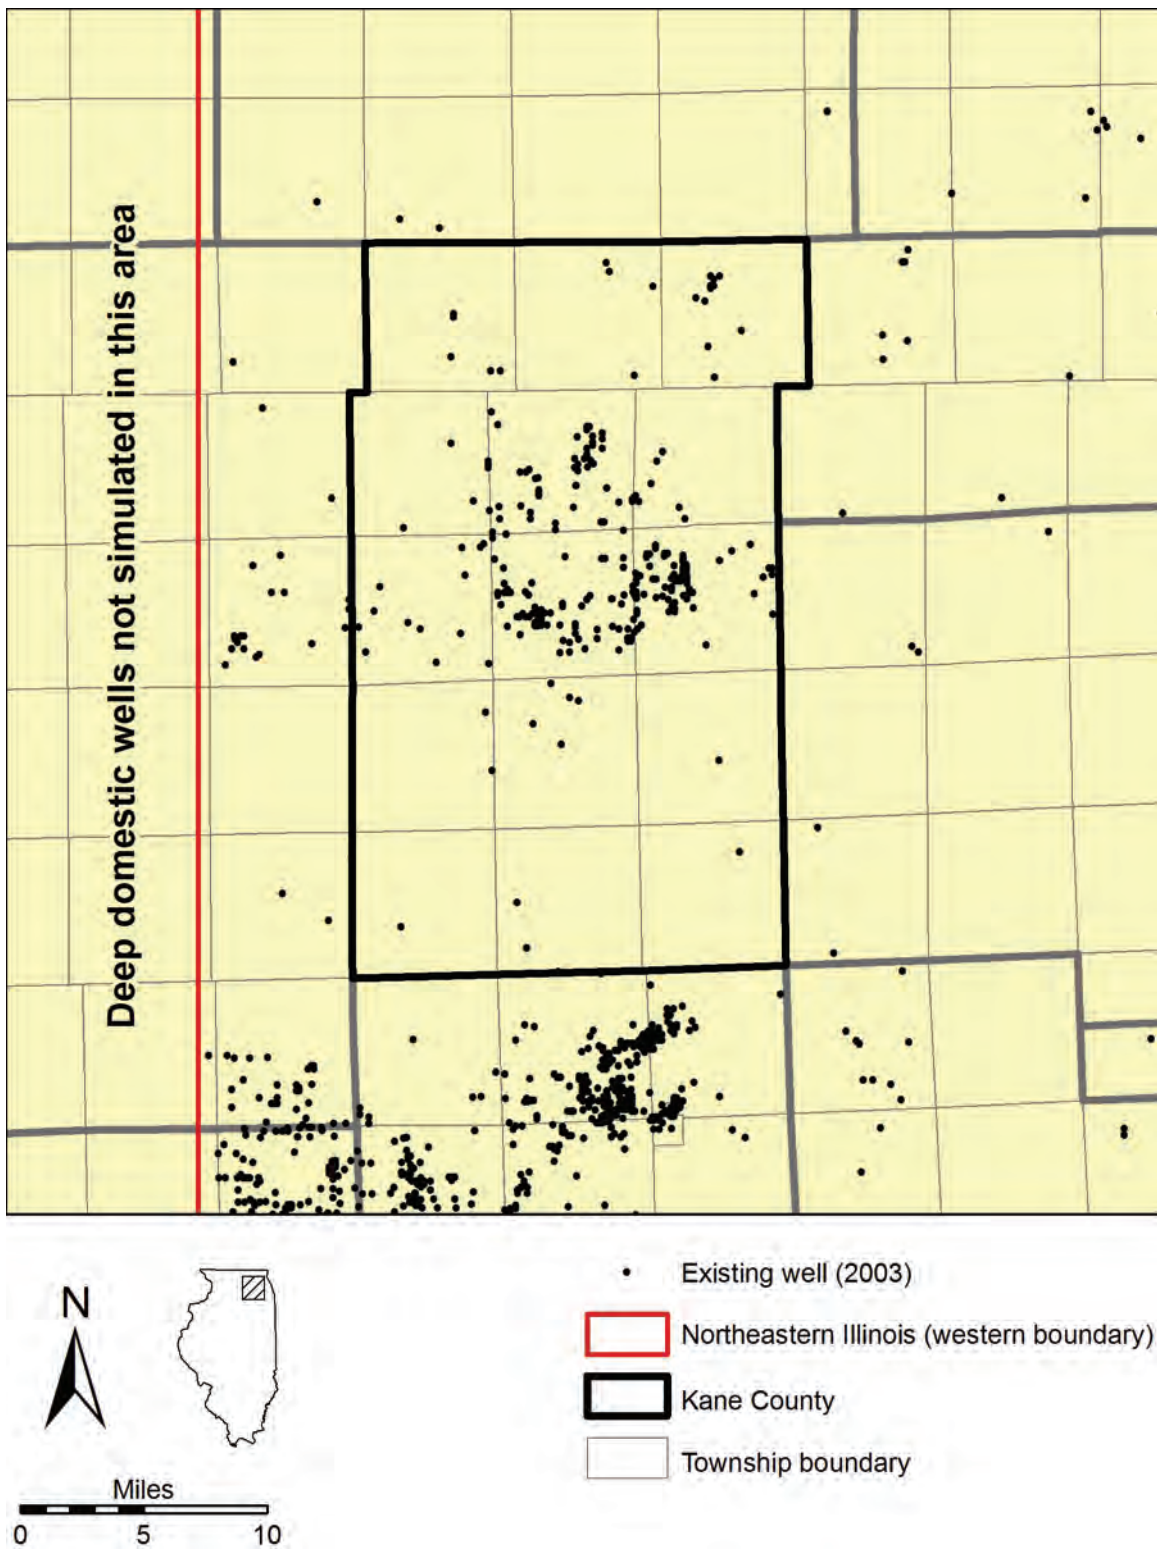 Deep domestic wells not simulated in this area
N
Existing well (2003)
Northeastern Illinois (western boundary)
Kane County
Township boundary
Miles
0 5 10